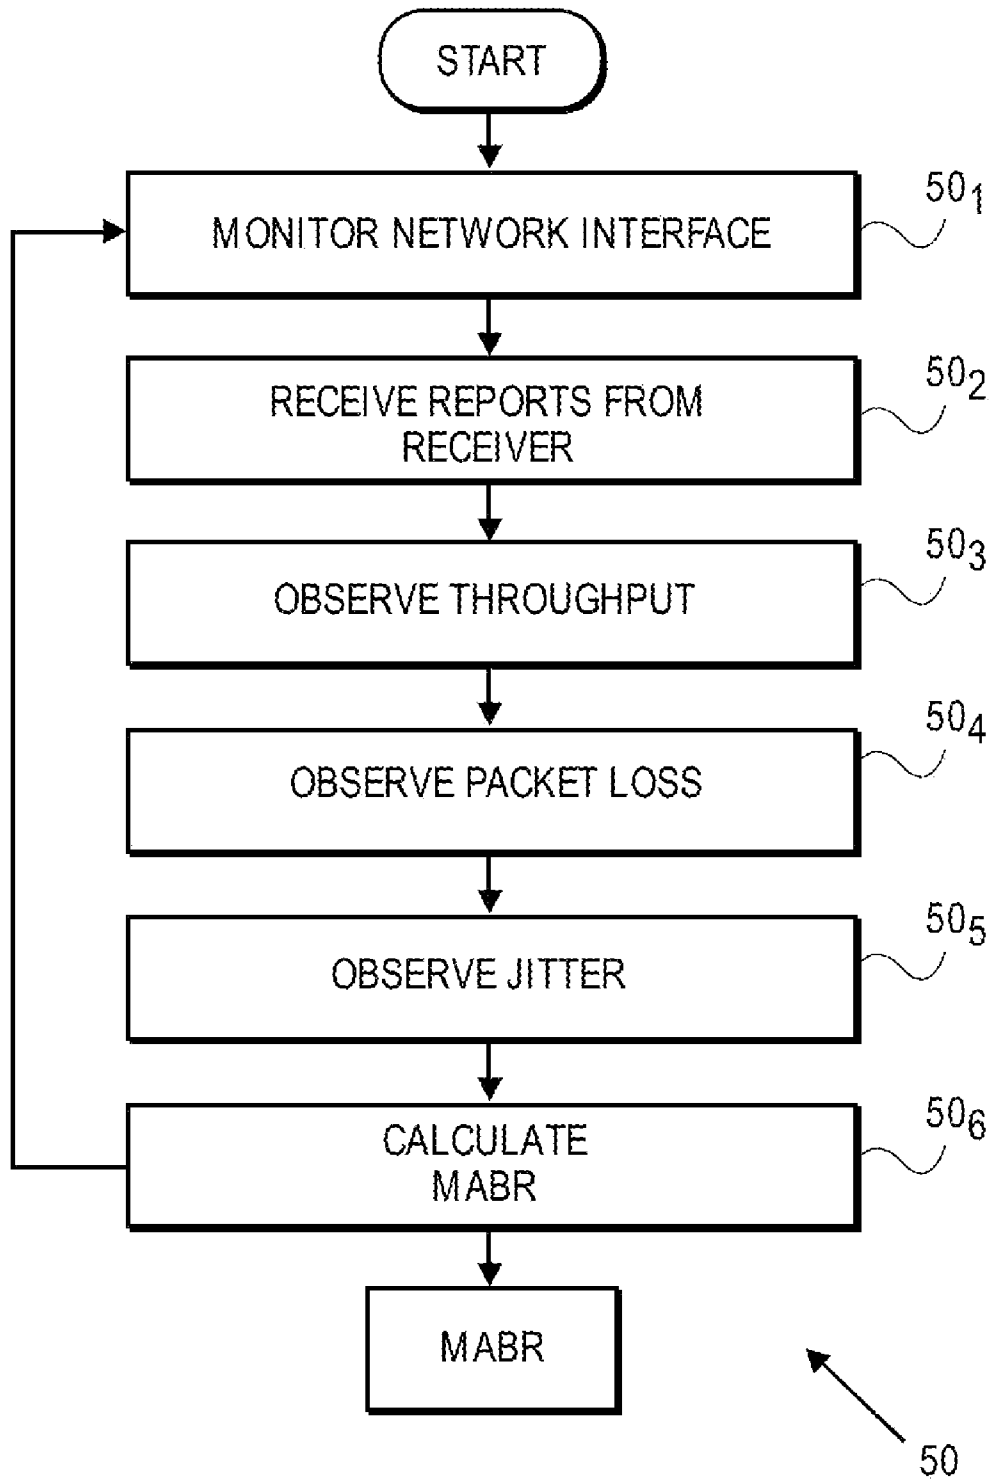 START
MONITOR NETWORK INTERFACE
50₁
RECEIVE REPORTS FROM
RECEIVER
50₂
OBSERVE THROUGHPUT
50₃
OBSERVE PACKET LOSS
50₄
OBSERVE JITTER
50₅
CALCULATE
MABR
50₆
MABR
50